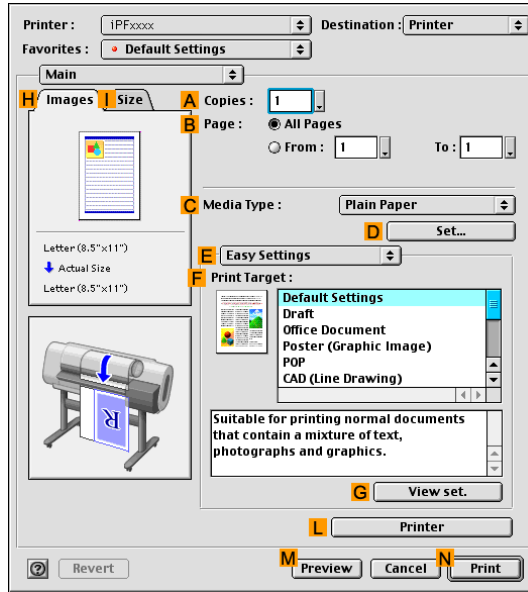 Printer : iPFxxxx Destination : Printer
Favorites : Default Settings
Main
H Images I Size
A Copies : 1
B Page : All Pages
From : 1 To : 1
C Media Type : Plain Paper
D Set...
Letter (8.5"x11")
Actual Size
Letter (8.5"x11")
E Easy Settings
F Print Target :
Default Settings
Draft
Office Document
Poster (Graphic Image)
POP
CAD (Line Drawing)
R
Suitable for printing normal documents
that contain a mixture of text,
photographs and graphics.
G View set.
L Printer
? Revert M Preview Cancel N Print